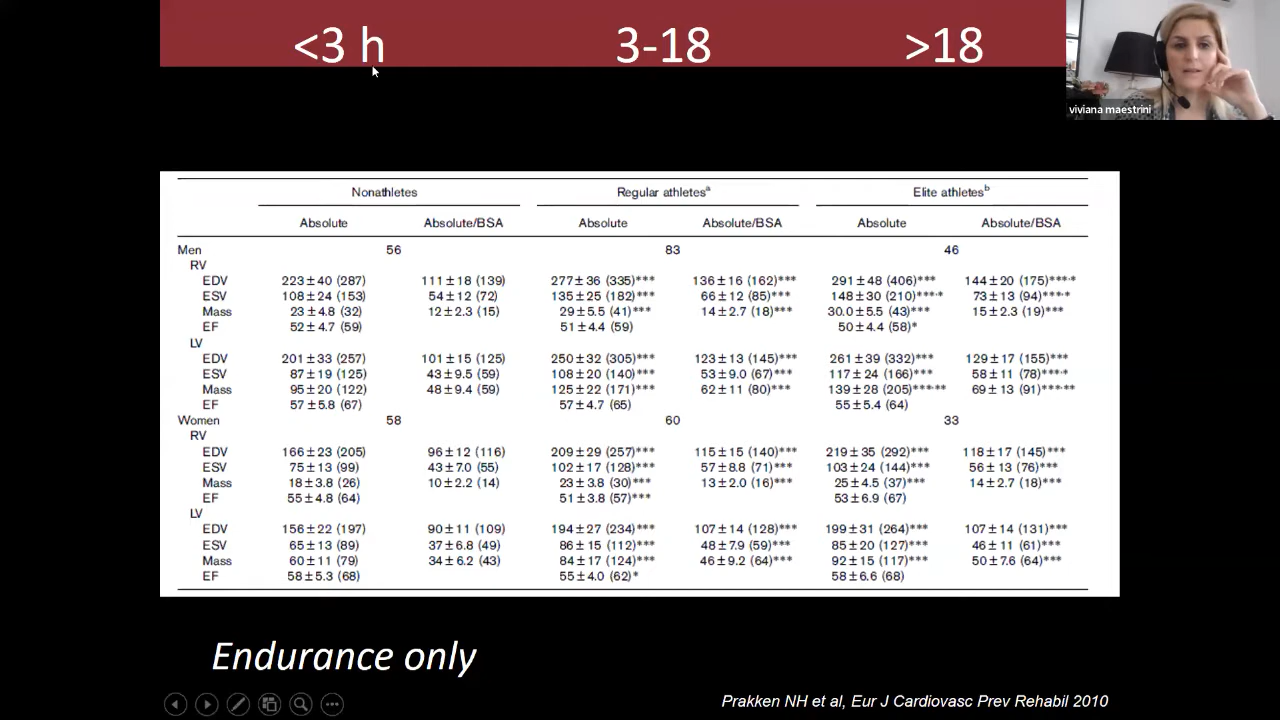 <3 h 3-18 >18
viviana maestrini
Nonathletes Regular athletesᵃ Elite athletesᵇ
Absolute Absolute/BSA Absolute Absolute/BSA Absolute Absolute/BSA
Men 56 83 46
RV
EDV 223±40 (287) 111±18 (139) 277±36 (335)*** 136±16 (162)*** 291±48 (406)*** 144±20 (175)***,*
ESV 108±24 (153) 54±12 (72) 135±25 (182)*** 66±12 (85)*** 148±30 (210)***,* 73±13 (94)***,*
Mass 23±4.8 (32) 12±2.3 (15) 29±5.5 (41)*** 14±2.7 (18)*** 30.0±5.5 (43)*** 15±2.3 (19)***
EF 52±4.7 (59) 51±4.4 (59) 50±4.4 (58)*
LV
EDV 201±33 (257) 101±15 (125) 250±32 (305)*** 123±13 (145)*** 261±39 (332)*** 129±17 (155)***
ESV 87±19 (125) 43±9.5 (59) 108±20 (140)*** 53±9.0 (67)*** 117±24 (166)*** 58±11 (78)***,*
Mass 95±20 (122) 48±9.4 (59) 125±22 (171)*** 62±11 (80)*** 139±28 (205)***,** 69±13 (91)***,**
EF 57±5.8 (67) 57±4.7 (65) 55±5.4 (64)
Women 58 60 33
RV
EDV 166±23 (205) 96±12 (116) 209±29 (257)*** 115±15 (140)*** 219±35 (292)*** 118±17 (145)***
ESV 75±13 (99) 43±7.0 (55) 102±17 (128)*** 57±8.8 (71)*** 103±24 (144)*** 56±13 (76)***
Mass 18±3.8 (26) 10±2.2 (14) 23±3.8 (30)*** 13±2.0 (16)*** 25±4.5 (37)*** 14±2.7 (18)***
EF 55±4.8 (64) 51±3.8 (57)*** 53±6.9 (67)
LV
EDV 156±22 (197) 90±11 (109) 194±27 (234)*** 107±14 (128)*** 199±31 (264)*** 107±14 (131)***
ESV 65±13 (89) 37±6.8 (49) 86±15 (112)*** 48±7.9 (59)*** 85±20 (127)*** 46±11 (61)***
Mass 60±11 (79) 34±6.2 (43) 84±17 (124)*** 46±9.2 (64)*** 92±15 (117)*** 50±7.6 (64)***
EF 58±5.3 (68) 55±4.0 (62)* 58±6.6 (68)
Endurance only
Prakken NH et al, Eur J Cardiovasc Prev Rehabil 2010